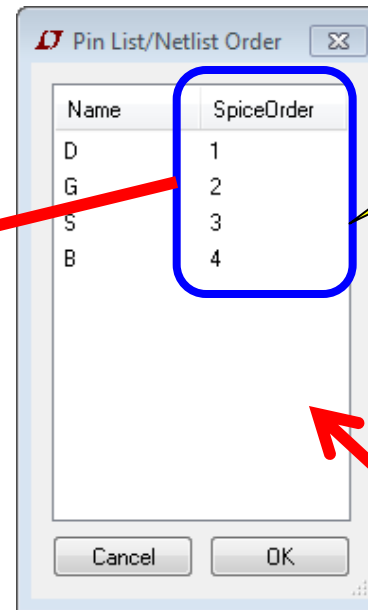 Pin List/Netlist Order
Name SpiceOrder
D 1
G 2
S 3
B 4
Cancel OK